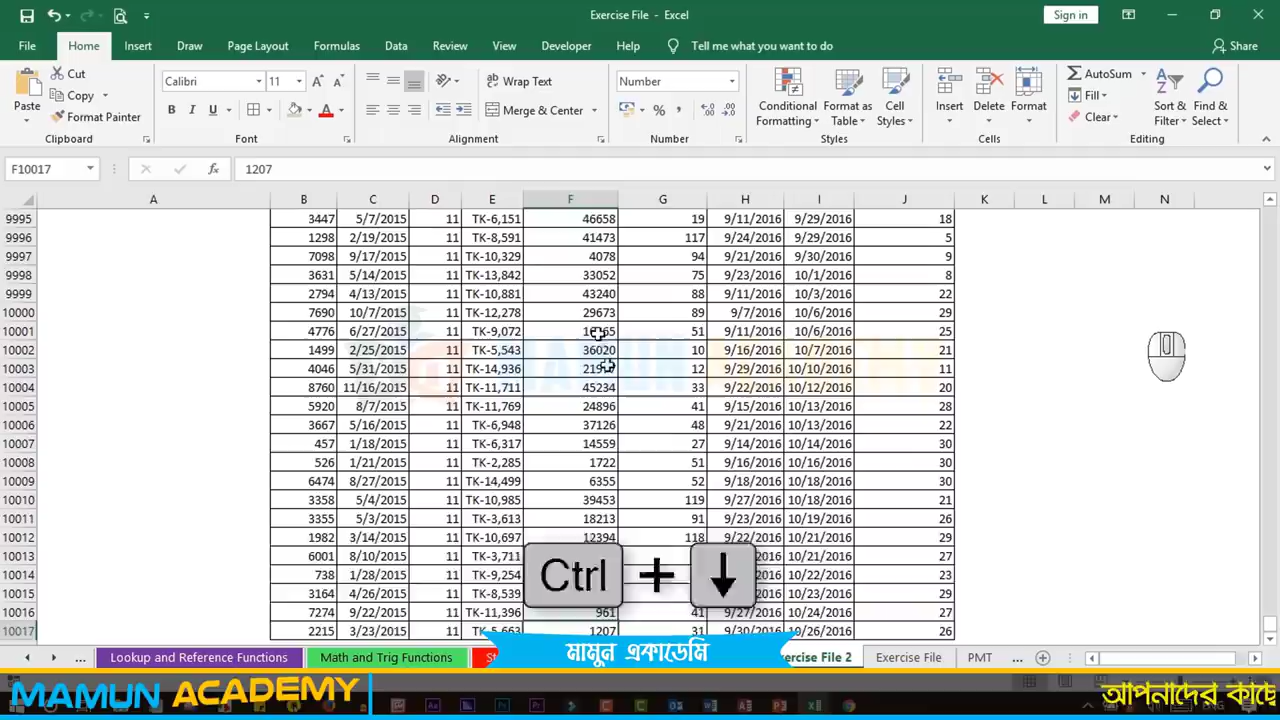 Exercise File - Excel
Sign in
File Home Insert Draw Page Layout Formulas Data Review View Developer Help Tell me what you want to do Share
Paste
Cut
Copy
Format Painter
Clipboard
Calibri 11
B I U
Font
Wrap Text
Merge & Center
Alignment
Number
Number
Conditional Formatting
Format as Table
Cell Styles
Styles
Insert Delete Format
Cells
AutoSum
Fill
Clear
Sort & Filter
Find & Select
Editing
F10017 fx 1207
A B C D E F G H I J K L M N
9995 3447 5/7/2015 11 TK-6,151 46658 19 9/11/2016 9/29/2016 18
9996 1298 2/19/2015 11 TK-8,591 41473 117 9/24/2016 9/29/2016 5
9997 7098 9/17/2015 11 TK-10,329 4078 94 9/21/2016 9/30/2016 9
9998 3631 5/14/2015 11 TK-13,842 33052 75 9/23/2016 10/1/2016 8
9999 2794 4/13/2015 11 TK-10,881 43240 88 9/11/2016 10/3/2016 22
10000 7690 10/7/2015 11 TK-12,278 29673 89 9/7/2016 10/6/2016 29
10001 4776 6/27/2015 11 TK-9,072 51 9/11/2016 10/6/2016 25
10002 1499 2/25/2015 11 TK-5,543 36020 10 9/16/2016 10/7/2016 21
10003 4046 5/31/2015 11 TK-14,936 12 9/29/2016 10/10/2016 11
10004 8760 11/16/2015 11 TK-11,711 45234 33 9/22/2016 10/12/2016 20
10005 5920 8/7/2015 11 TK-11,769 24896 41 9/15/2016 10/13/2016 28
10006 3667 5/16/2015 11 TK-6,948 37126 48 9/21/2016 10/13/2016 22
10007 457 1/18/2015 11 TK-6,317 14559 27 9/14/2016 10/14/2016 30
10008 526 1/21/2015 11 TK-2,285 1722 51 9/16/2016 10/16/2016 30
10009 6474 8/27/2015 11 TK-14,499 6355 52 9/18/2016 10/18/2016 30
10010 3358 5/4/2015 11 TK-10,985 39453 119 9/27/2016 10/18/2016 21
10011 3355 5/3/2015 11 TK-3,613 18213 91 9/23/2016 10/19/2016 26
10012 1982 3/14/2015 11 TK-10,697 12394 118 9/22/2016 10/21/2016 29
10013 6001 8/10/2015 11 TK-3,711 10/21/2016 27
10014 738 1/28/2015 11 TK-9,254 10/22/2016 23
10015 3164 4/26/2015 11 TK-8,539 10/23/2016 29
10016 7274 9/22/2015 11 TK-11,396 961 41 9/27/2016 10/24/2016 27
10017 2215 3/23/2015 11 TK-5,663 1207 31 9/30/2016 10/26/2016 26
MAMUN ACADEMY
Ctrl + ↓
... Lookup and Reference Functions Math and Trig Functions File 2 Exercise File PMT ...
মামুন একাডেমি
MAMUN ACADEMY
আপনাদের কাছে